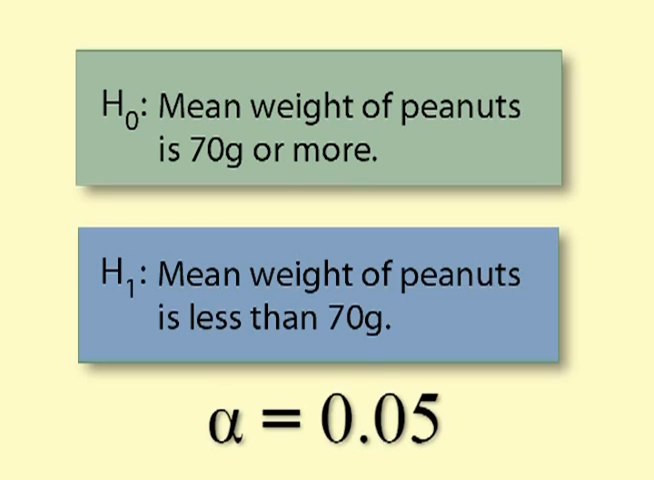 H₀: Mean weight of peanuts
is 70g or more.
H₁: Mean weight of peanuts
is less than 70g.
α = 0.05